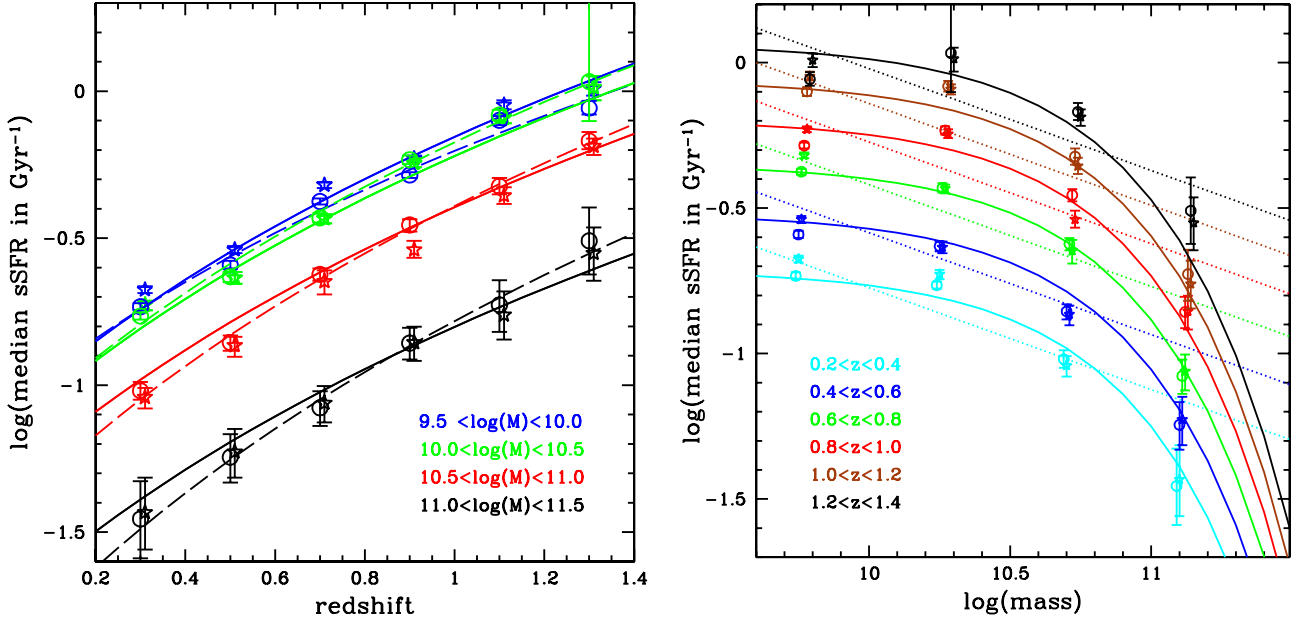 log(median sSFR in Gyr⁻¹)
0
−0.5
−1
−1.5
9.5 <log(M)<10.0
10.0<log(M)<10.5
10.5<log(M)<11.0
11.0<log(M)<11.5
0.2 0.4 0.6 0.8 1 1.2 1.4
redshift
log(median sSFR in Gyr⁻¹)
0
−0.5
−1
−1.5
0.2<z<0.4
0.4<z<0.6
0.6<z<0.8
0.8<z<1.0
1.0<z<1.2
1.2<z<1.4
10 10.5 11
log(mass)